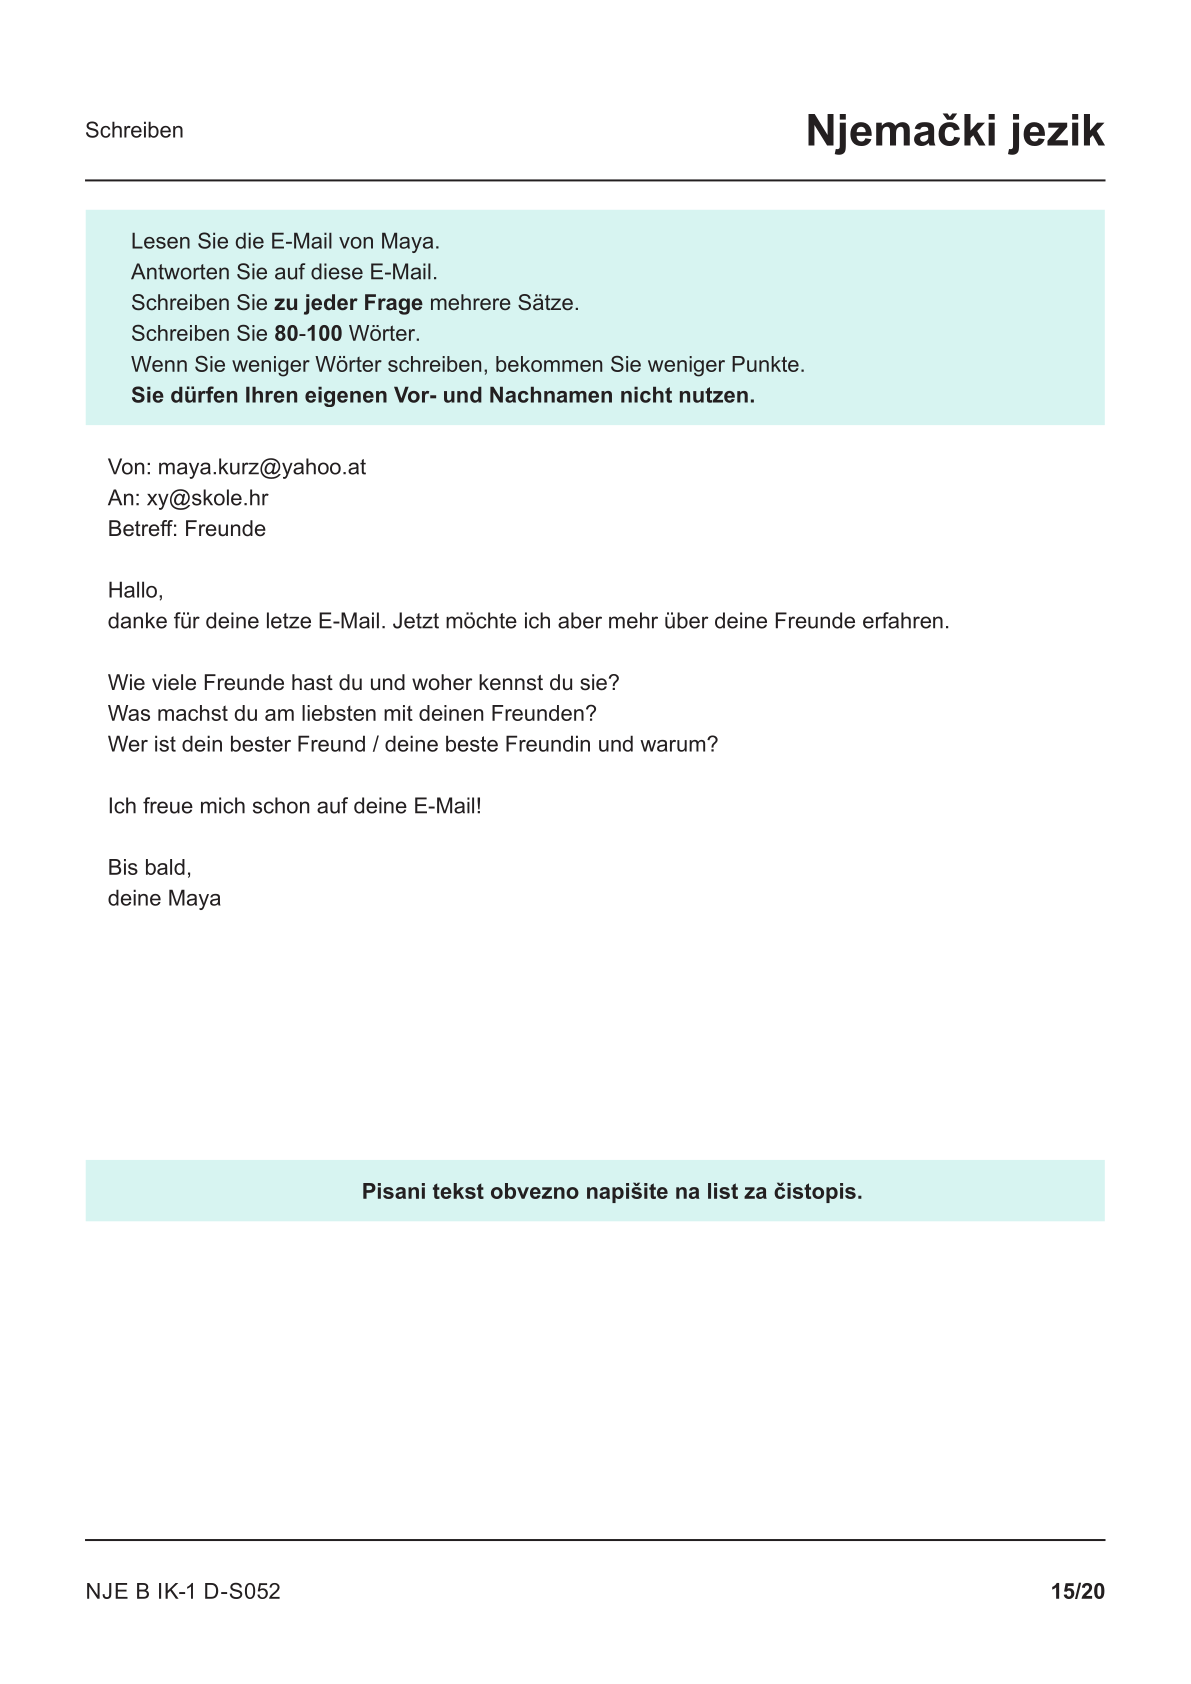 Schreiben
Njemački jezik
Lesen Sie die E-Mail von Maya.
Antworten Sie auf diese E-Mail.
Schreiben Sie zu jeder Frage mehrere Sätze.
Schreiben Sie 80-100 Wörter.
Wenn Sie weniger Wörter schreiben, bekommen Sie weniger Punkte.
Sie dürfen Ihren eigenen Vor- und Nachnamen nicht nutzen.
Von: maya.kurz@yahoo.at
An: xy@skole.hr
Betreff: Freunde
Hallo,
danke für deine letze E-Mail. Jetzt möchte ich aber mehr über deine Freunde erfahren.
Wie viele Freunde hast du und woher kennst du sie?
Was machst du am liebsten mit deinen Freunden?
Wer ist dein bester Freund / deine beste Freundin und warum?
Ich freue mich schon auf deine E-Mail!
Bis bald,
deine Maya
Pisani tekst obvezno napišite na list za čistopis.
NJE B IK-1 D-S052
15/20